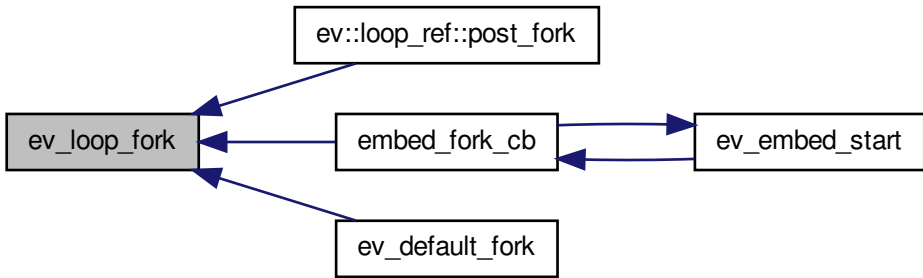 ev::loop_ref::post_fork
ev_loop_fork
embed_fork_cb
ev_embed_start
ev_default_fork